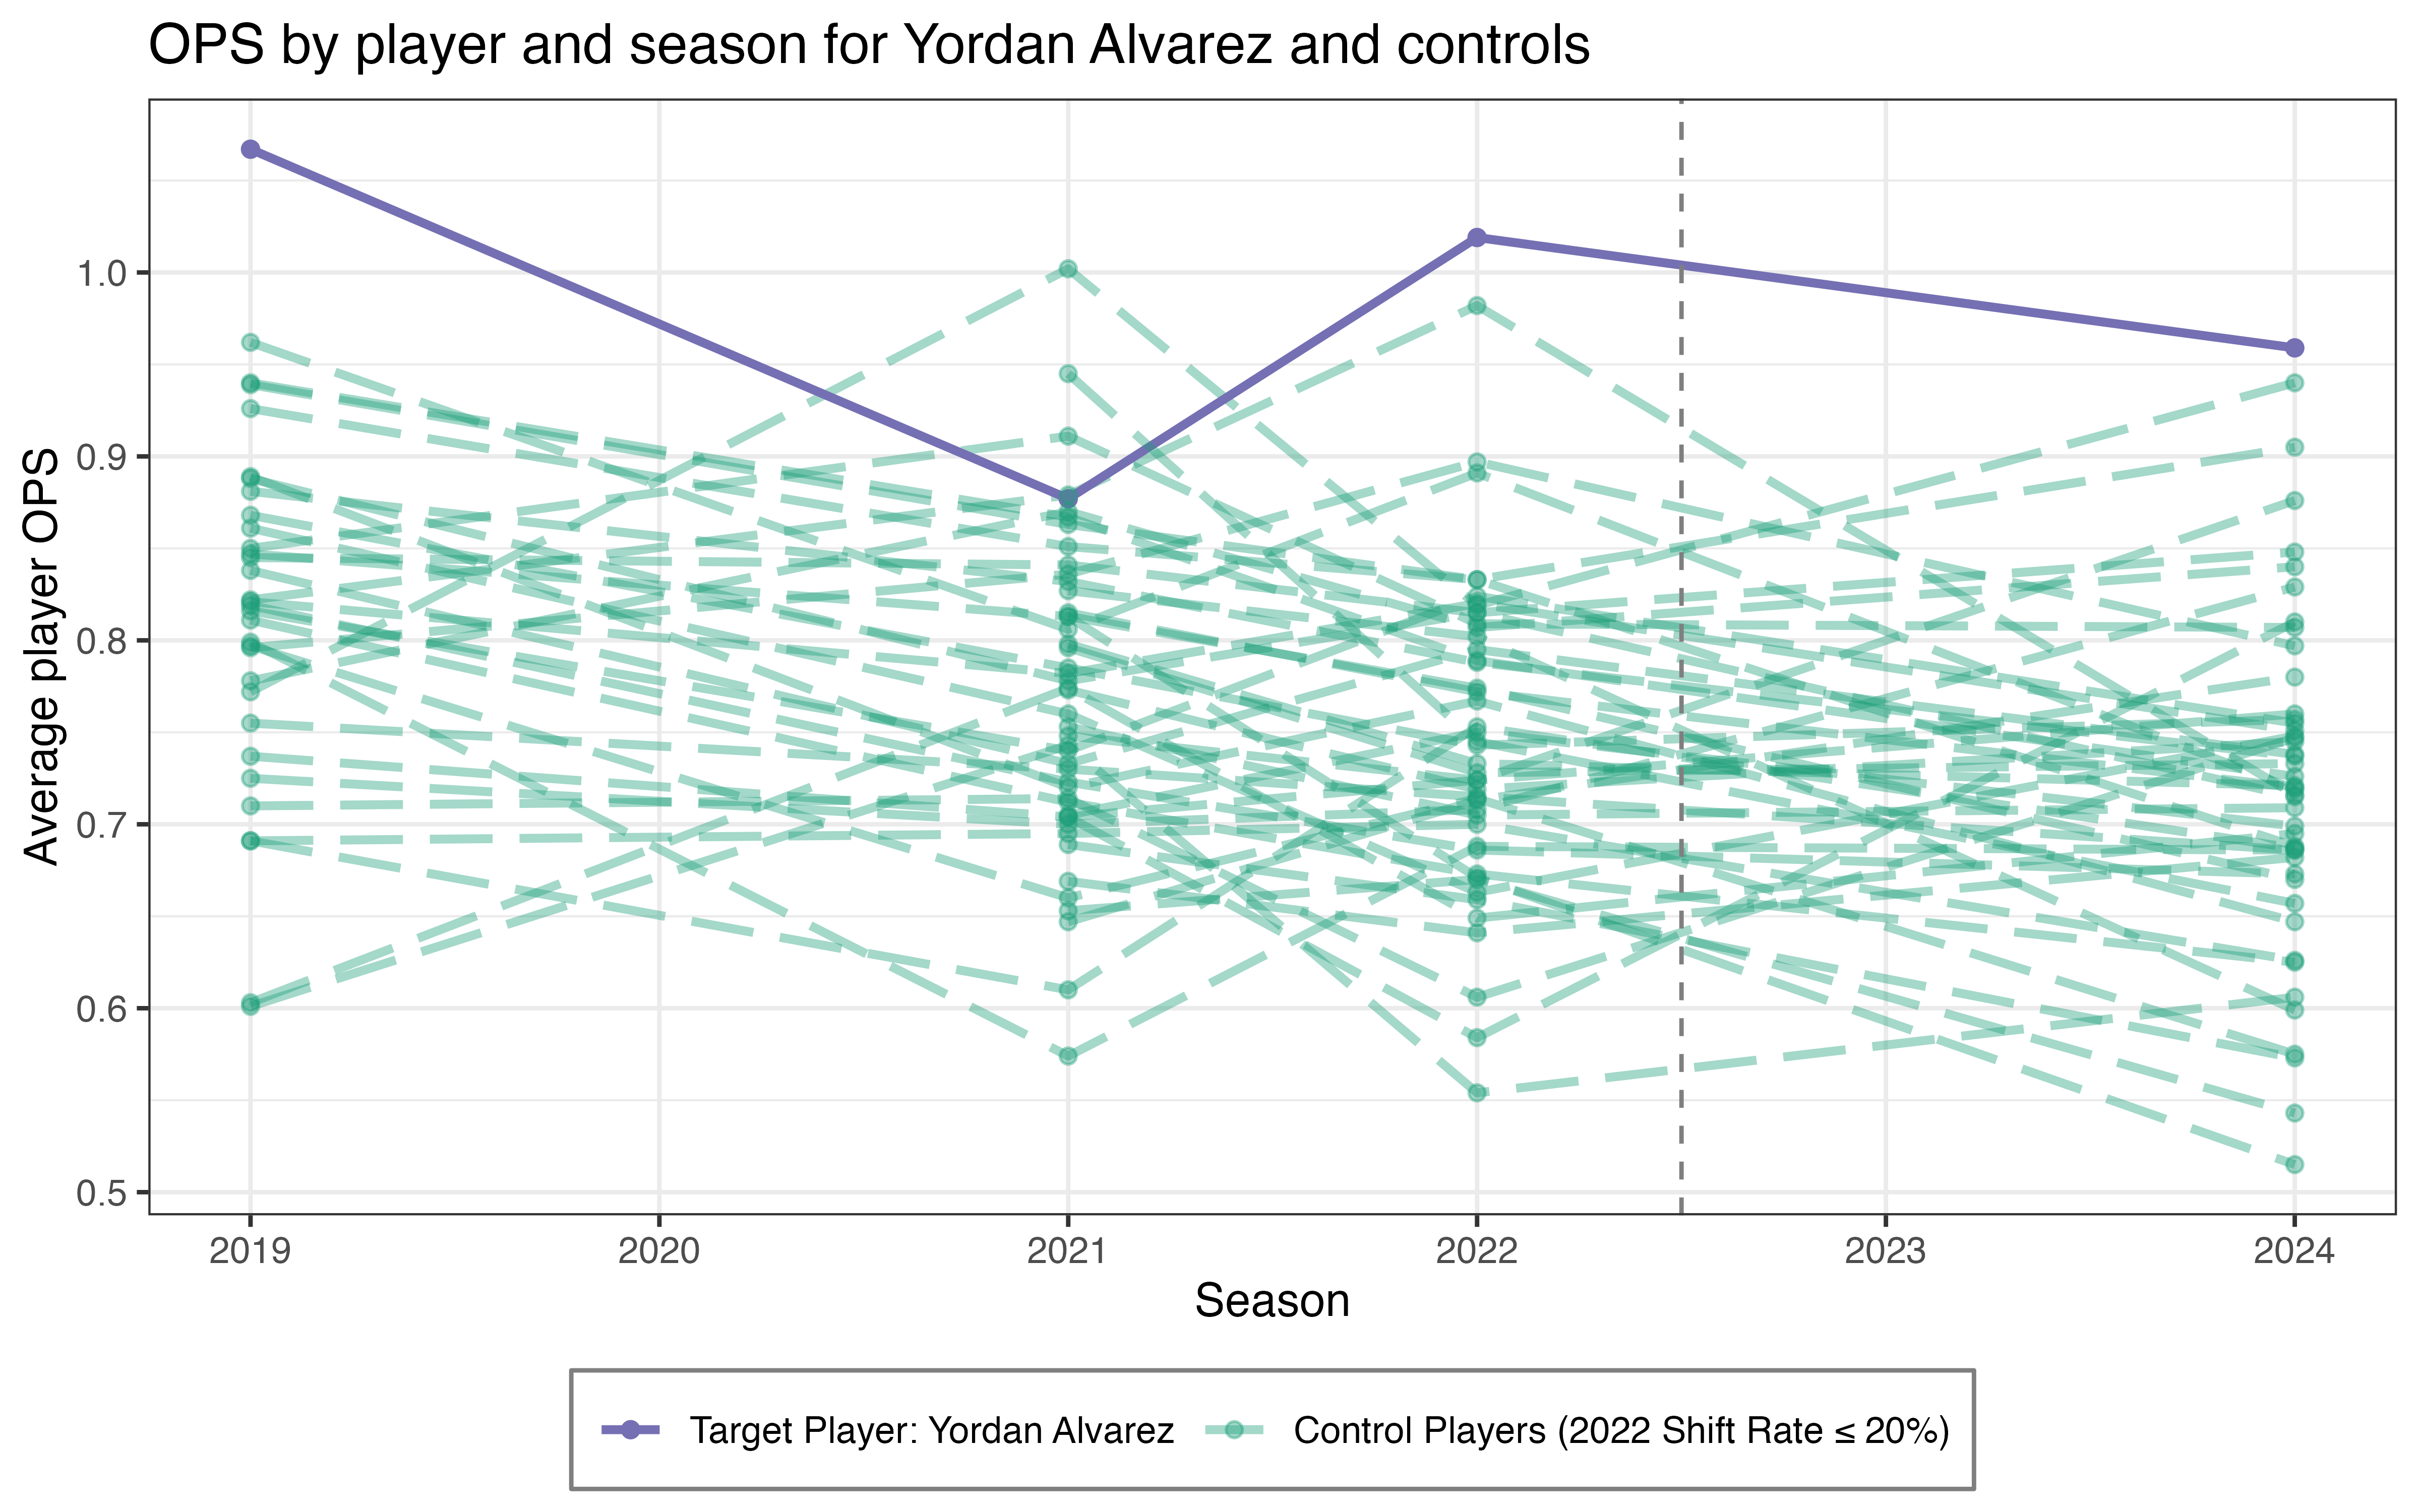 OPS by player and season for Yordan Alvarez and controls
Average player OPS
1.0
0.9
0.8
0.7
0.6
0.5
2019 2020 2021 2022 2023 2024
Season
Target Player: Yordan Alvarez Control Players (2022 Shift Rate ≤ 20%)